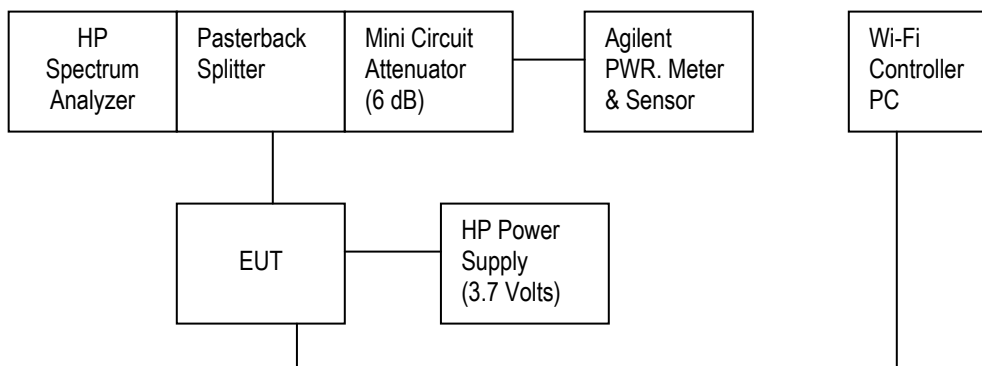 HP
Spectrum
Analyzer
Pasterback
Splitter
Mini Circuit
Attenuator
(6 dB)
Agilent
PWR. Meter
& Sensor
Wi-Fi
Controller
PC
EUT
HP Power
Supply
(3.7 Volts)